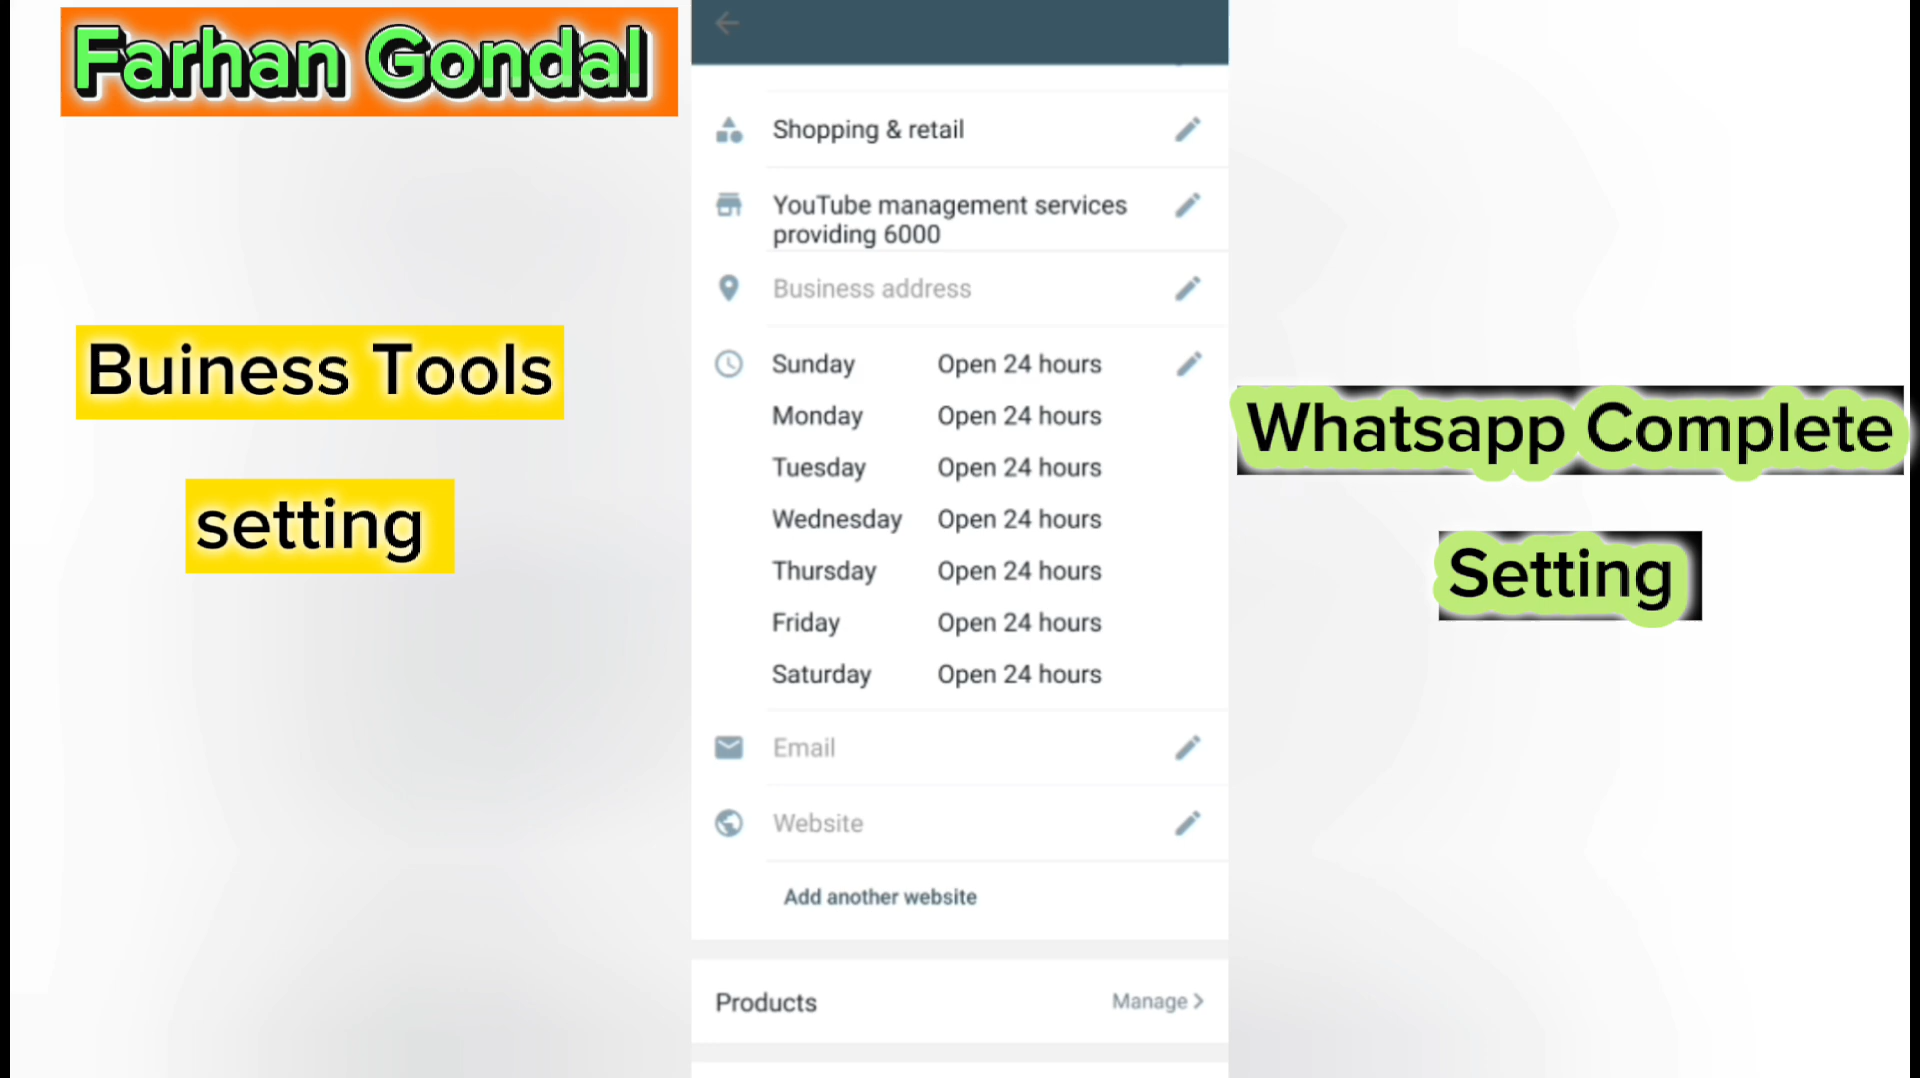 Farhan Gondal
Buiness Tools
setting
Shopping & retail
YouTube management services
providing 6000
Business address
Sunday Open 24 hours
Monday Open 24 hours
Tuesday Open 24 hours
Wednesday Open 24 hours
Thursday Open 24 hours
Friday Open 24 hours
Saturday Open 24 hours
Email
Website
Add another website
Products Manage >
Whatsapp Complete
Setting